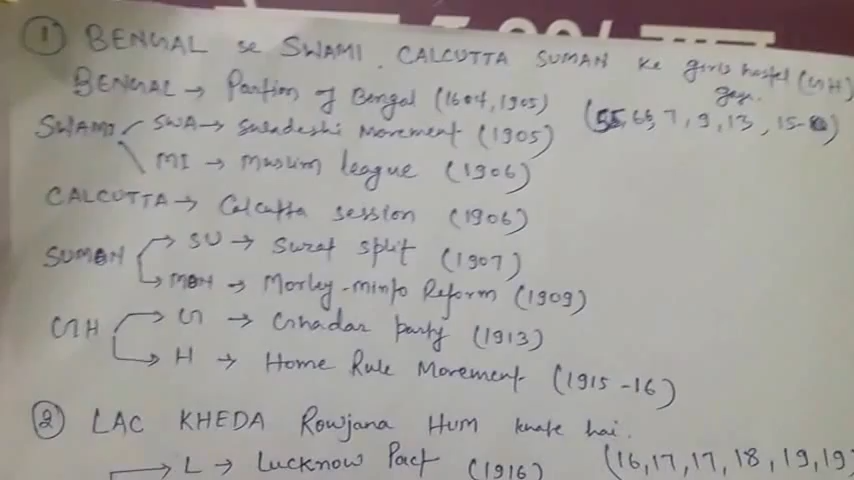 ① BENGAL se SWAMI CALCUTTA SUMAN ke girls hostel (GH) gaya.
BENGAL → Partion of Bengal (1604, 1905) (55, 66, 7, 9, 13, 15-
SWAMI
SWA → Swadeshi Movement (1905)
MI → Muslim league (1906)
CALCUTTA → Calcutta session (1906)
SUMAN
SU → Surat split (1907)
MAN → Morley-minto Reform (1909)
GH
G → Ghadar party (1913)
H → Home Rule Movement (1915-16)
② LAC KHEDA Rowjana HUM khate hai.
L → Lucknow Pact (1916) (16,17,17,18,19,19)